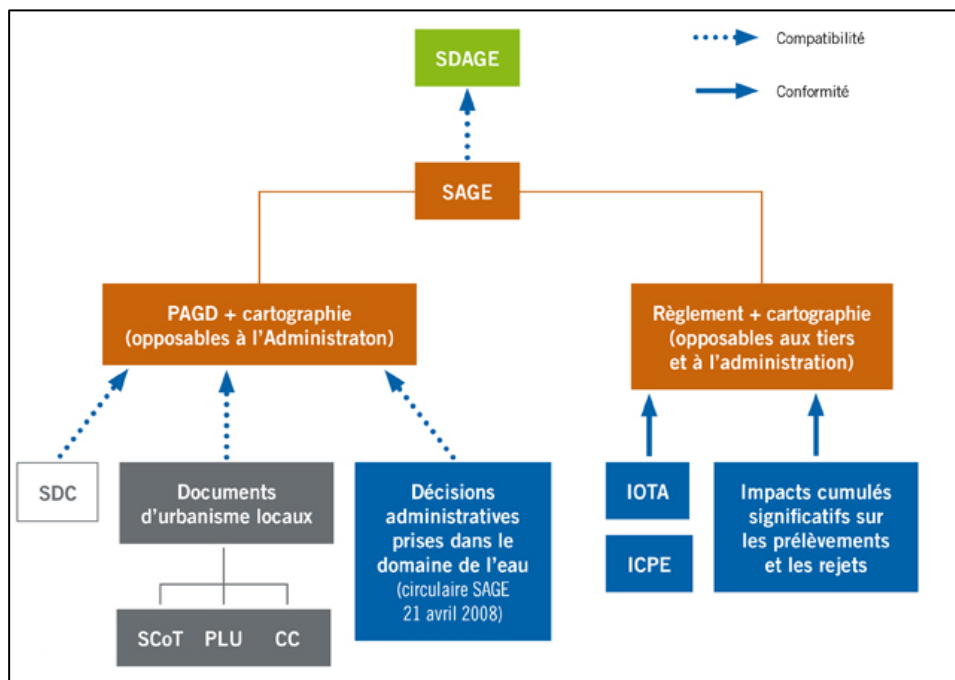 SDAGE
Compatibilité
Conformité
SAGE
PAGD + cartographie
(opposables à l'Administraton)
Règlement + cartographie
(opposables aux tiers
et à l'administration)
SDC
Documents
d'urbanisme locaux
SCoT PLU CC
Décisions
administratives
prises dans le
domaine de l'eau
(circulaire SAGE
21 avril 2008)
IOTA
ICPE
Impacts cumulés
significatifs sur
les prélèvements
et les rejets